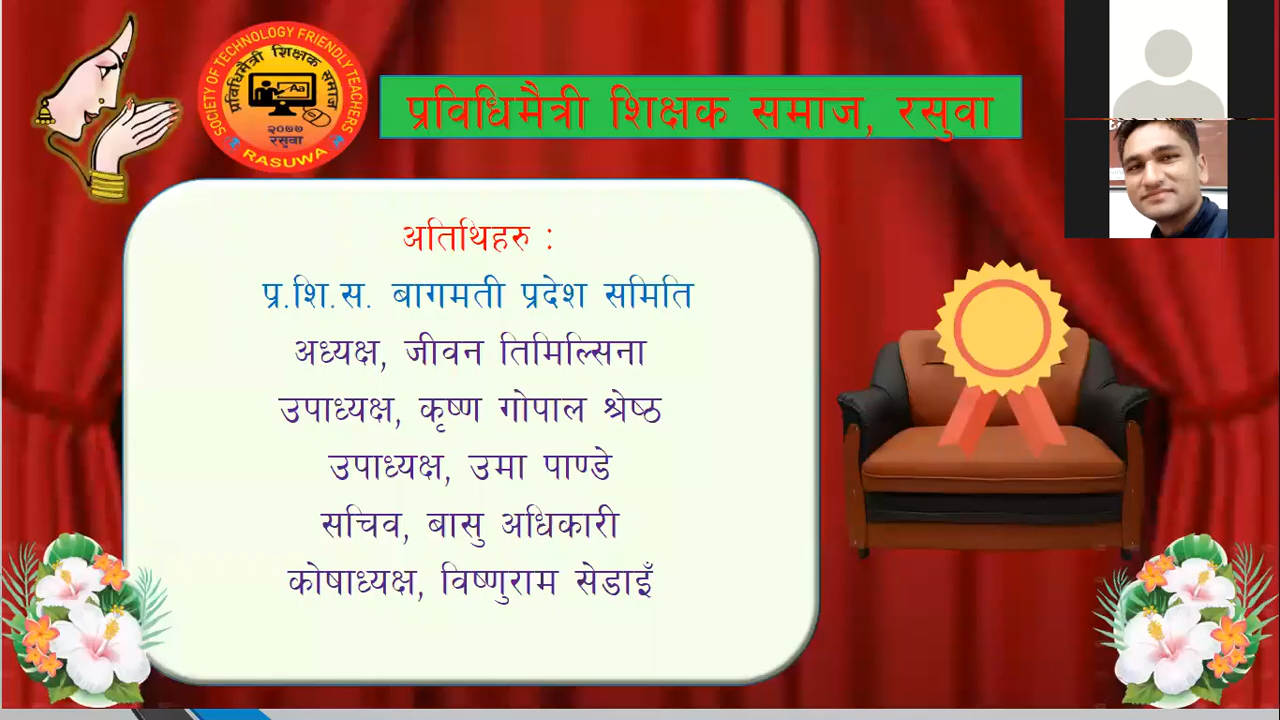 SOCIETY OF TECHNOLOGY FRIENDLY TEACHERS
प्रविधिमैत्री शिक्षक समाज
Aa
२०७७
रसुवा
RASUWA
प्रविधिमैत्री शिक्षक समाज, रसुवा
अतिथिहरु :
प्र.शि.स. बागमती प्रदेश समिति
अध्यक्ष, जीवन तिमिल्सिना
उपाध्यक्ष, कृष्ण गोपाल श्रेष्ठ
उपाध्यक्ष, उमा पाण्डे
सचिव, बासु अधिकारी
कोषाध्यक्ष, विष्णुराम सेडाइँ